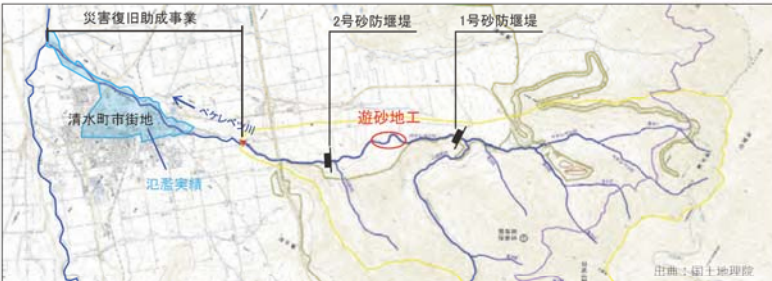 災害復旧助成事業
2号砂防堰堤
1号砂防堰堤
ペケレベツ川
清水町市街地
遊砂地工
氾濫実績
出典：国土地理院